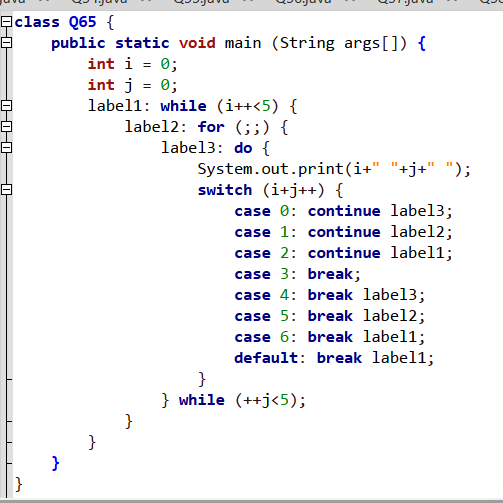 class Q65 {
    public static void main (String args[]) {
        int i = 0;
        int j = 0;
        label1: while (i++<5) {
            label2: for (;;) {
                label3: do {
                    System.out.print(i+" "+j+" ");
                    switch (i+j++) {
                        case 0: continue label3;
                        case 1: continue label2;
                        case 2: continue label1;
                        case 3: break;
                        case 4: break label3;
                        case 5: break label2;
                        case 6: break label1;
                        default: break label1;
                    }
                } while (++j<5);
            }
        }
    }
}